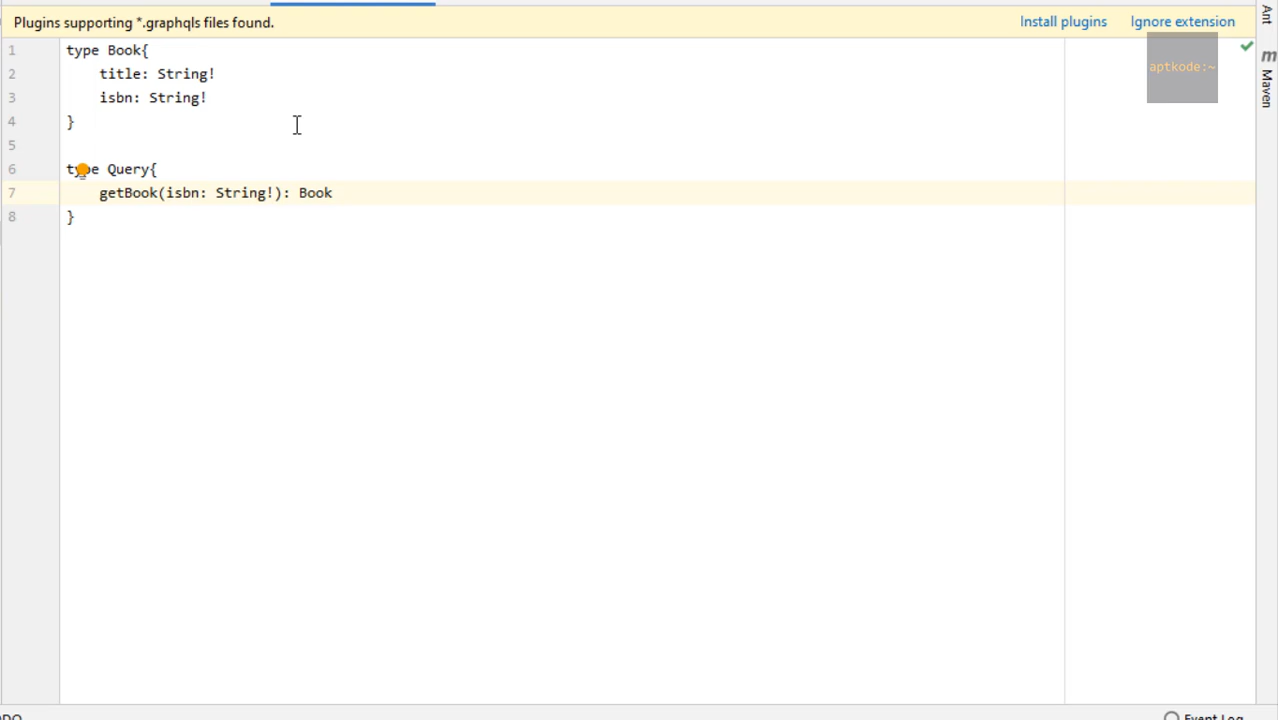 Plugins supporting *.graphqls files found. Install plugins Ignore extension
Ant
Maven
aptkode:~
1 type Book{
2 title: String!
3 isbn: String!
4 }
5
6 type Query{
7 getBook(isbn: String!): Book
8 }
Event Log